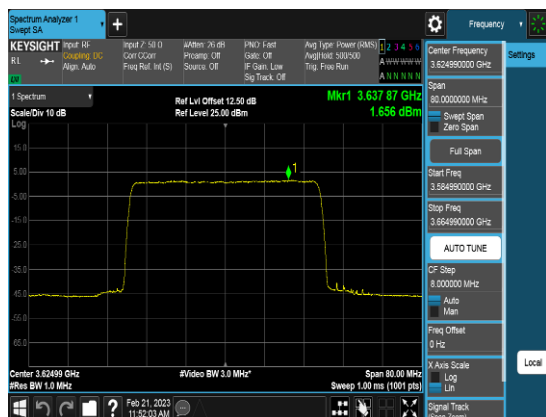 Spectrum Analyzer 1
Swept SA
+
Frequency
KEYSIGHT
RL
Input: RF
Coupling: DC
Align: Auto
Input Z: 50 Ω
Corr CCorr
Freq Ref: Int (S)
#Atten: 26 dB
Preamp: Off
Source: Off
PNO: Fast
Gate: Off
IF Gain: Low
Sig Track: Off
Avg Type: Power (RMS)
Avg|Hold: 500/500
Trig: Free Run
1 2 3 4 5 6
A W W W W W
A N N N N N
1 Spectrum
Scale/Div 10 dB
Log
Ref Lvl Offset 12.50 dB
Ref Level 25.00 dBm
Mkr1 3.637 87 GHz
1.656 dBm
15.0
5.00
-5.00
-15.0
-25.0
-35.0
-45.0
-55.0
-65.0
1
Center 3.62499 GHz
#Res BW 1.0 MHz
#Video BW 3.0 MHz*
Span 80.00 MHz
Sweep 1.00 ms (1001 pts)
Center Frequency
3.624990000 GHz
Span
80.0000000 MHz
Swept Span
Zero Span
Full Span
Start Freq
3.584990000 GHz
Stop Freq
3.664990000 GHz
AUTO TUNE
CF Step
8.000000 MHz
Auto
Man
Freq Offset
0 Hz
X Axis Scale
Log
Lin
Signal Track
(Span Zoom)
Settings
Local
?
Feb 21, 2023
11:52:03 AM